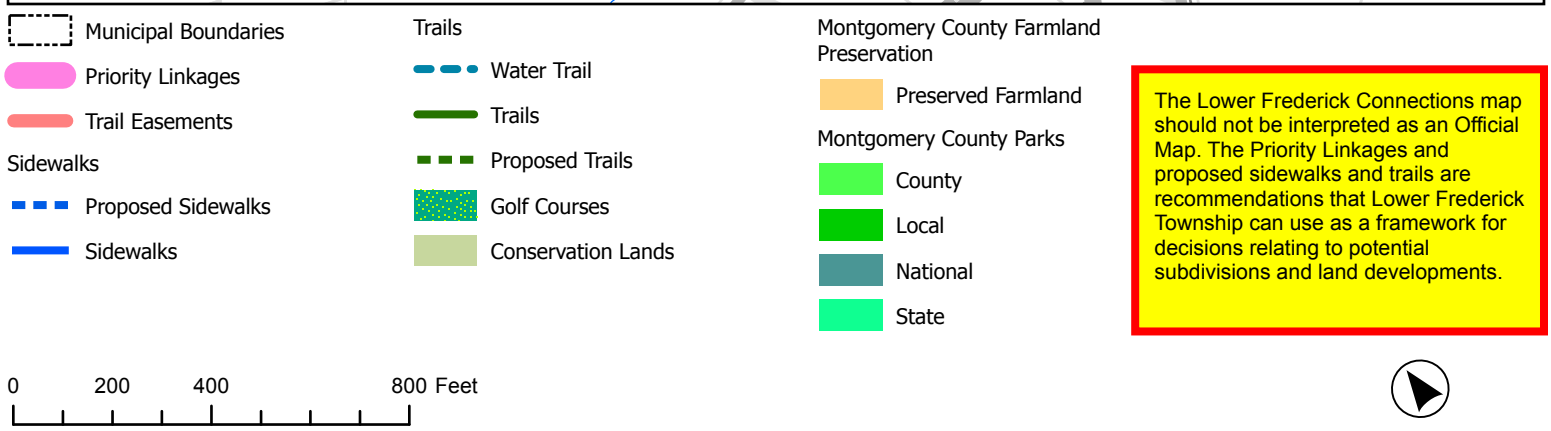 Municipal Boundaries
Priority Linkages
Trail Easements
Sidewalks
Proposed Sidewalks
Sidewalks
Trails
Water Trail
Trails
Proposed Trails
Golf Courses
Conservation Lands
Montgomery County Farmland
Preservation
Preserved Farmland
Montgomery County Parks
County
Local
National
State
The Lower Frederick Connections map
should not be interpreted as an Official
Map. The Priority Linkages and
proposed sidewalks and trails are
recommendations that Lower Frederick
Township can use as a framework for
decisions relating to potential
subdivisions and land developments.
0 200 400 800 Feet